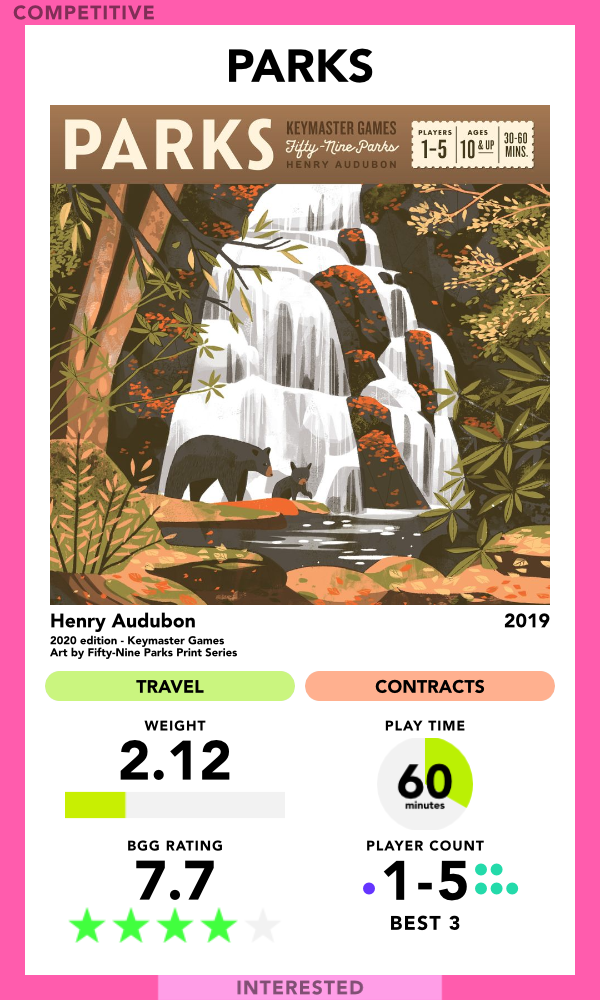 COMPETITIVE
PARKS
PARKS
KEYMASTER GAMES
Fifty-Nine Parks
HENRY AUDUBON
PLAYERS
1-5
AGES
10 & UP
30-60
MINS.
Henry Audubon
2019
2020 edition - Keymaster Games
Art by Fifty-Nine Parks Print Series
TRAVEL
CONTRACTS
WEIGHT
2.12
PLAY TIME
60
minutes
BGG RATING
7.7
PLAYER COUNT
1-5
BEST 3
INTERESTED